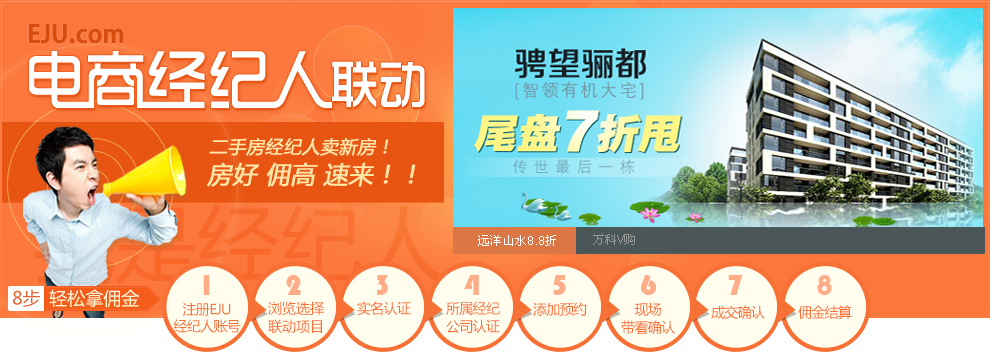 EJU.com
电商经纪人联动
二手房经纪人卖新房！
房好 佣高 速来！！
是经纪人
骋望骊都
[智领有机大宅]
尾盘7折甩
传世最后一栋
远洋山水8.8折
万科V购
8步 轻松拿佣金
1
注册EJU
经纪人账号
2
浏览选择
联动项目
3
实名认证
4
所属经纪
公司认证
5
添加预约
6
现场
带看确认
7
成交确认
8
佣金结算